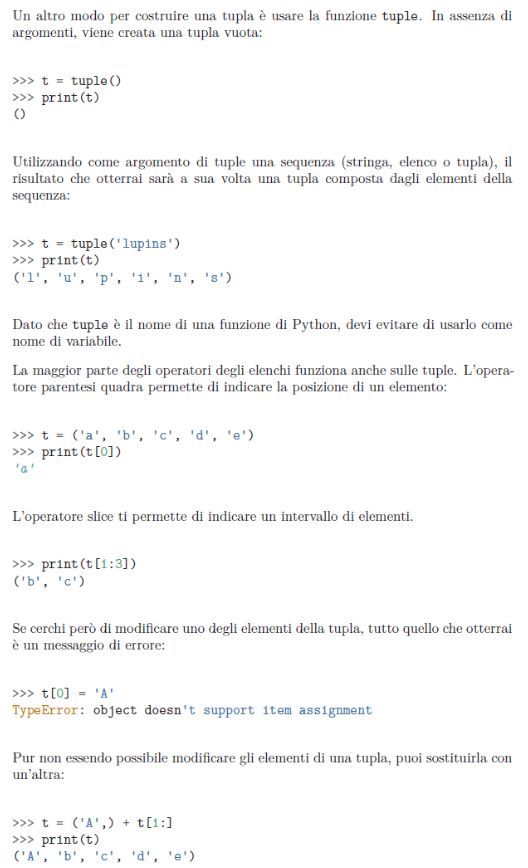 Un altro modo per costruire una tupla è usare la funzione tuple. In assenza di
argomenti, viene creata una tupla vuota:
>>> t = tuple()
>>> print(t)
()
Utilizzando come argomento di tuple una sequenza (stringa, elenco o tupla), il
risultato che otterrai sarà a sua volta una tupla composta dagli elementi della
sequenza:
>>> t = tuple('lupins')
>>> print(t)
('l', 'u', 'p', 'i', 'n', 's')
Dato che tuple è il nome di una funzione di Python, devi evitare di usarlo come
nome di variabile.
La maggior parte degli operatori degli elenchi funziona anche sulle tuple. L'opera-
tore parentesi quadra permette di indicare la posizione di un elemento:
>>> t = ('a', 'b', 'c', 'd', 'e')
>>> print(t[0])
'a'
L'operatore slice ti permette di indicare un intervallo di elementi.
>>> print(t[1:3])
('b', 'c')
Se cerchi però di modificare uno degli elementi della tupla, tutto quello che otterrai
è un messaggio di errore:
>>> t[0] = 'A'
TypeError: object doesn't support item assignment
Pur non essendo possibile modificare gli elementi di una tupla, puoi sostituirla con
un'altra:
>>> t = ('A',) + t[1:]
>>> print(t)
('A', 'b', 'c', 'd', 'e')